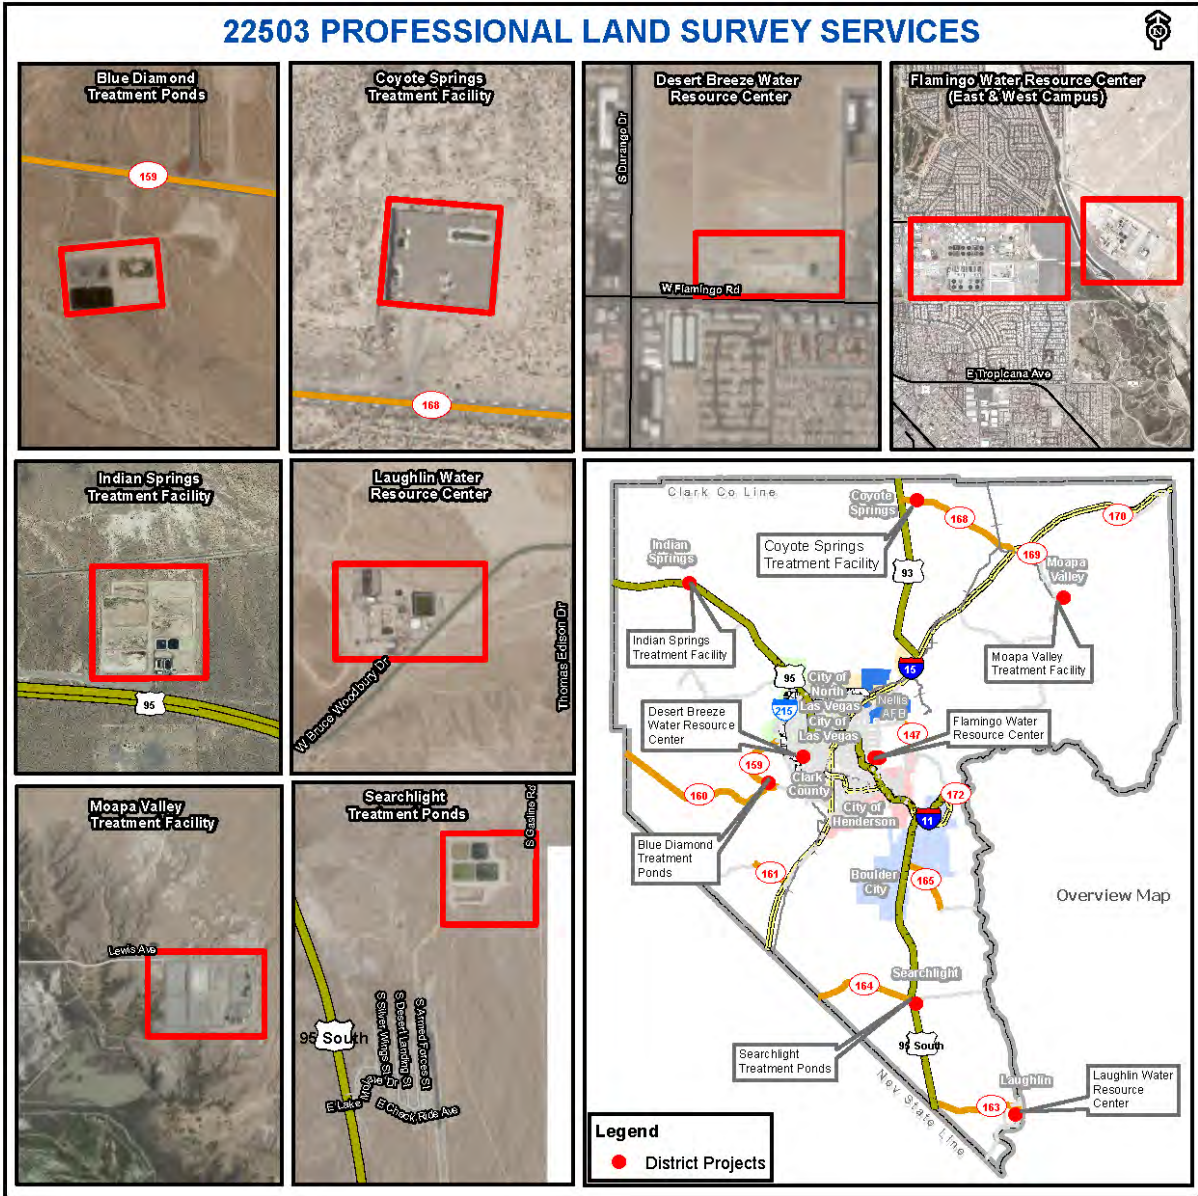 22503 PROFESSIONAL LAND SURVEY SERVICES
N
Blue Diamond
Treatment Ponds
159
Coyote Springs
Treatment Facility
168
Desert Breeze Water
Resource Center
S Durango Dr
W Flamingo Rd
Flamingo Water Resource Center
(East & West Campus)
E Tropicana Ave
Indian Springs
Treatment Facility
95
Laughlin Water
Resource Center
W Bruce Woodbury Dr
Thomas Edison Dr
Moapa Valley
Treatment Facility
Lewis Ave
Searchlight
Treatment Ponds
S Gasline Rd
95 South
S Silver Wings St
S Desert Landing St
S Armed Forces St
E Lake
Dr
E Check Ride Ave
Clark Co Line
Coyote
Springs
168
170
Coyote Springs
Treatment Facility
169
Moapa
Valley
Indian
Springs
93
Indian Springs
Treatment Facility
Moapa Valley
Treatment Facility
15
95
City of
North
Las Vegas
Nellis
AFB
215
City of
Las Vegas
Desert Breeze
Water Resource
Center
Flamingo Water
Resource Center
147
159
160
Clark
County
172
City of
Henderson
11
Blue Diamond
Treatment
Ponds
161
Boulder
City
165
Overview Map
Searchlight
164
95 South
Searchlight
Treatment Ponds
Nev State Line
Laughlin
163
Laughlin Water
Resource
Center
Legend
District Projects